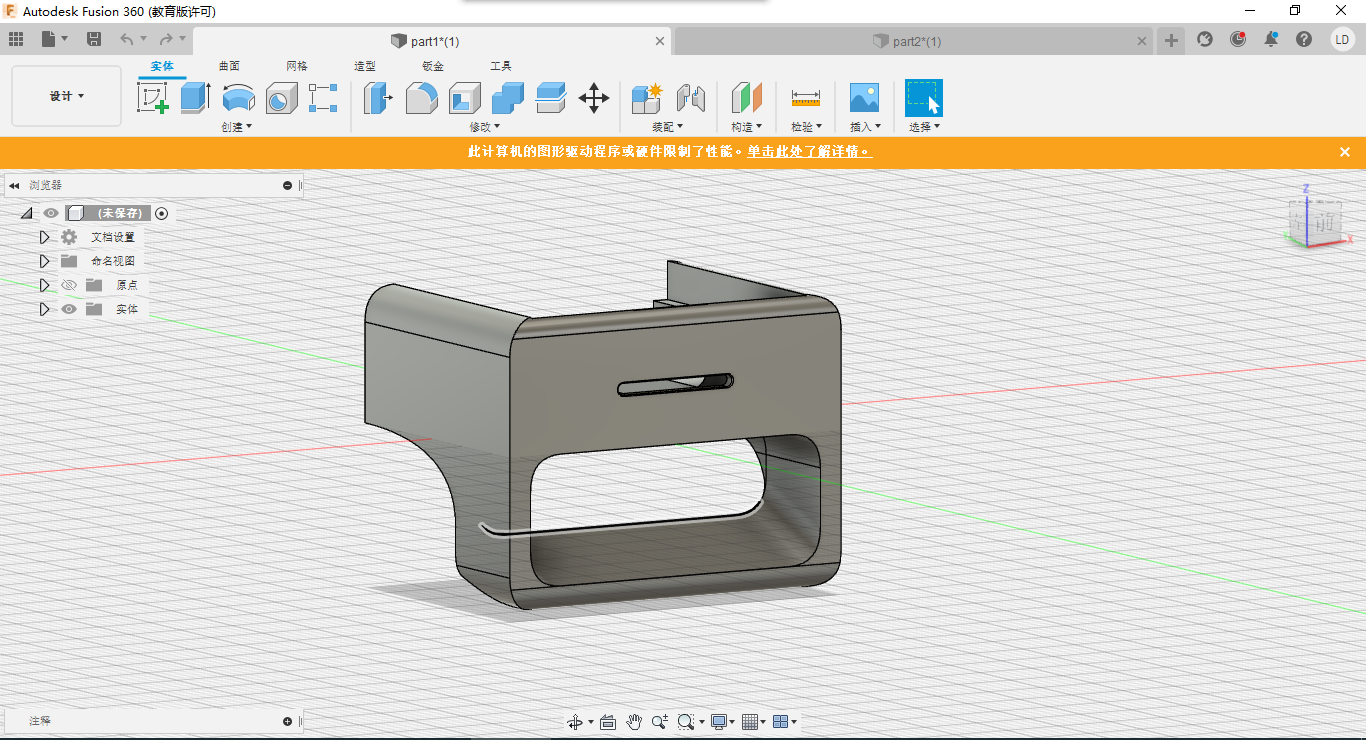 Autodesk Fusion 360 (教育版许可)
part1*(1)
part2*(1)
LD
设计
实体
曲面
网格
造型
钣金
工具
创建
修改
装配
构造
检验
插入
选择
此计算机的图形驱动程序或硬件限制了性能。单击此处了解详情。
浏览器
(未保存)
文档设置
命名视图
原点
实体
Z
前
X
注释